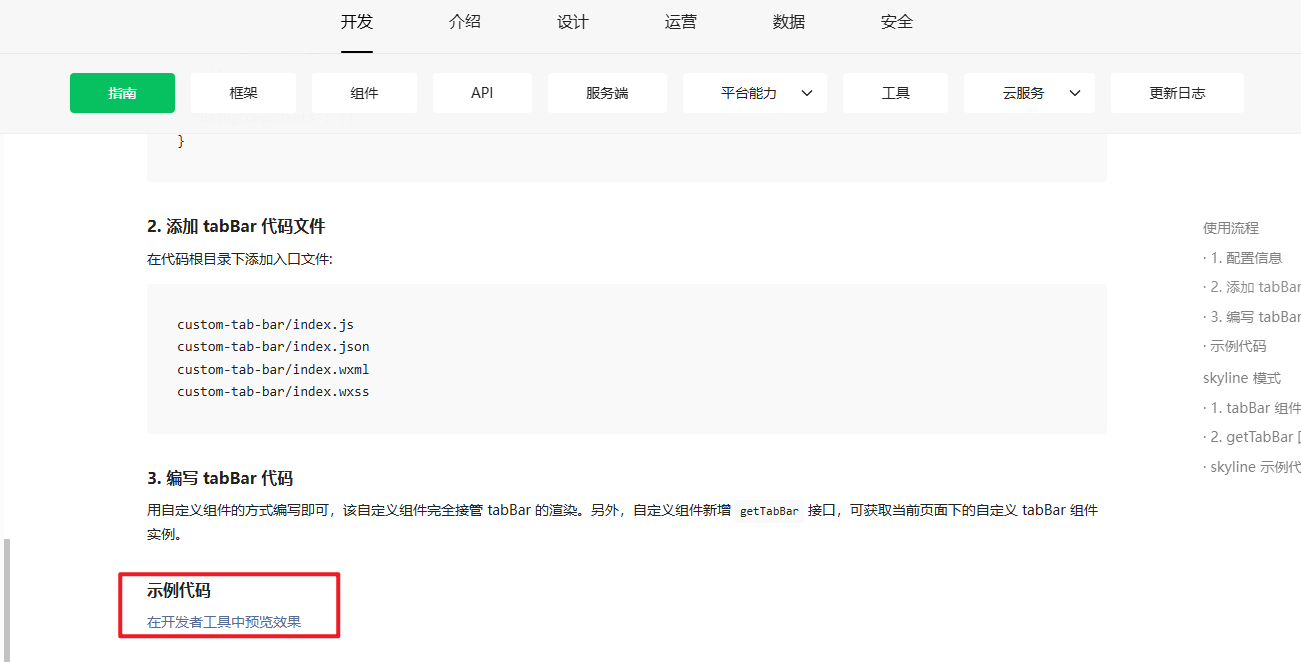 开发 介绍 设计 运营 数据 安全
指南 框架 组件 API 服务端 平台能力 工具 云服务 更新日志
}
2. 添加 tabBar 代码文件
在代码根目录下添加入口文件:
custom-tab-bar/index.js
custom-tab-bar/index.json
custom-tab-bar/index.wxml
custom-tab-bar/index.wxss
3. 编写 tabBar 代码
用自定义组件的方式编写即可，该自定义组件完全接管 tabBar 的渲染。另外，自定义组件新增 getTabBar 接口，可获取当前页面下的自定义 tabBar 组件
实例。
示例代码
在开发者工具中预览效果
使用流程
· 1. 配置信息
· 2. 添加 tabBar
· 3. 编写 tabBar
· 示例代码
skyline 模式
· 1. tabBar 组件
· 2. getTabBar
· skyline 示例代